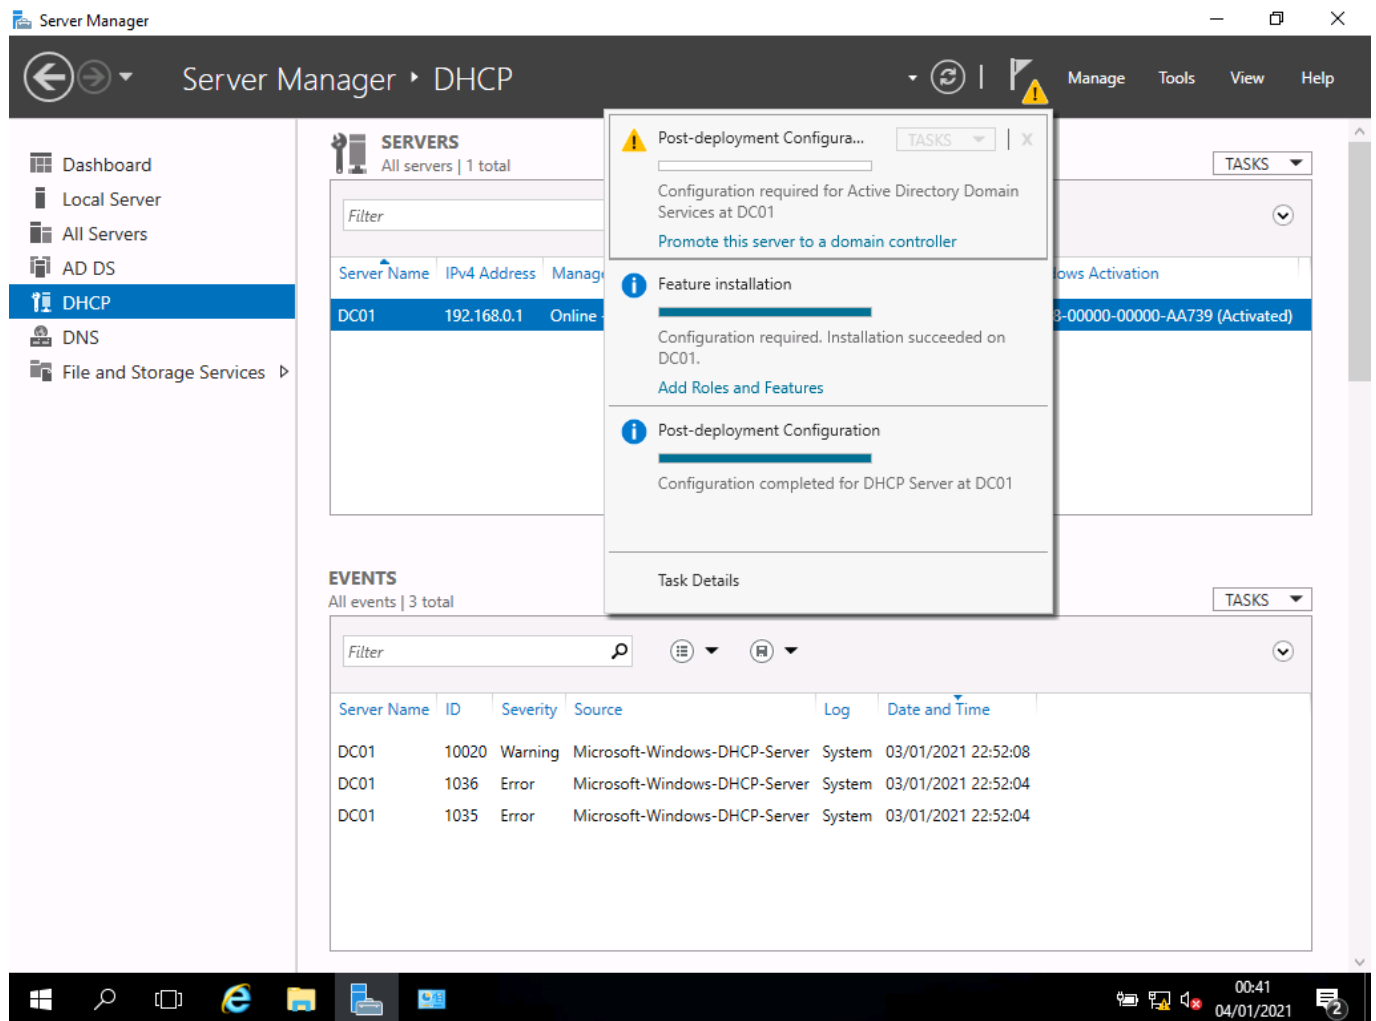 Server Manager
Server Manager ‣ DHCP
Manage Tools View Help
Dashboard
Local Server
All Servers
AD DS
DHCP
DNS
File and Storage Services
SERVERS
All servers | 1 total
TASKS
Filter
Server Name IPv4 Address Manage
ows Activation
DC01 192.168.0.1 Online -
8-00000-00000-AA739 (Activated)
Post-deployment Configura...
TASKS
X
Configuration required for Active Directory Domain
Services at DC01
Promote this server to a domain controller
Feature installation
Configuration required. Installation succeeded on
DC01.
Add Roles and Features
Post-deployment Configuration
Configuration completed for DHCP Server at DC01
Task Details
EVENTS
All events | 3 total
TASKS
Filter
Server Name ID Severity Source Log Date and Time
DC01 10020 Warning Microsoft-Windows-DHCP-Server System 03/01/2021 22:52:08
DC01 1036 Error Microsoft-Windows-DHCP-Server System 03/01/2021 22:52:04
DC01 1035 Error Microsoft-Windows-DHCP-Server System 03/01/2021 22:52:04
00:41
04/01/2021
2